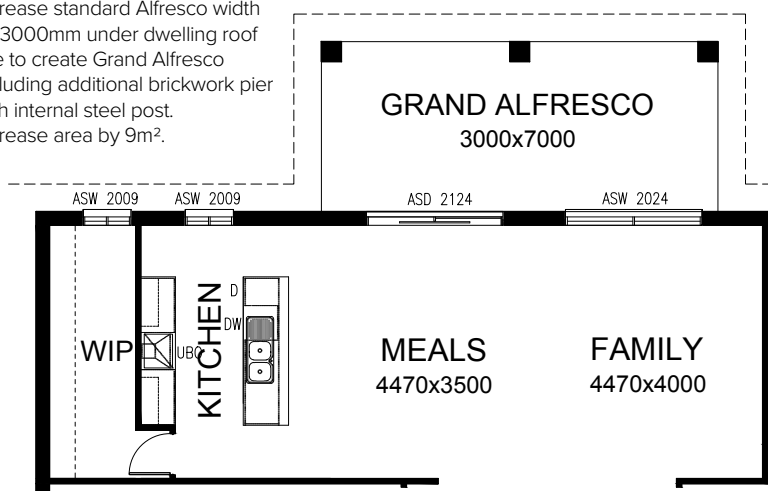 rease standard Alfresco width
3000mm under dwelling roof
e to create Grand Alfresco
luding additional brickwork pier
h internal steel post.
rease area by 9m².
GRAND ALFRESCO
3000x7000
ASW 2009
ASW 2009
ASD 2124
ASW 2024
WIP
UBO
KITCHEN
D
DW
MEALS
4470x3500
FAMILY
4470x4000